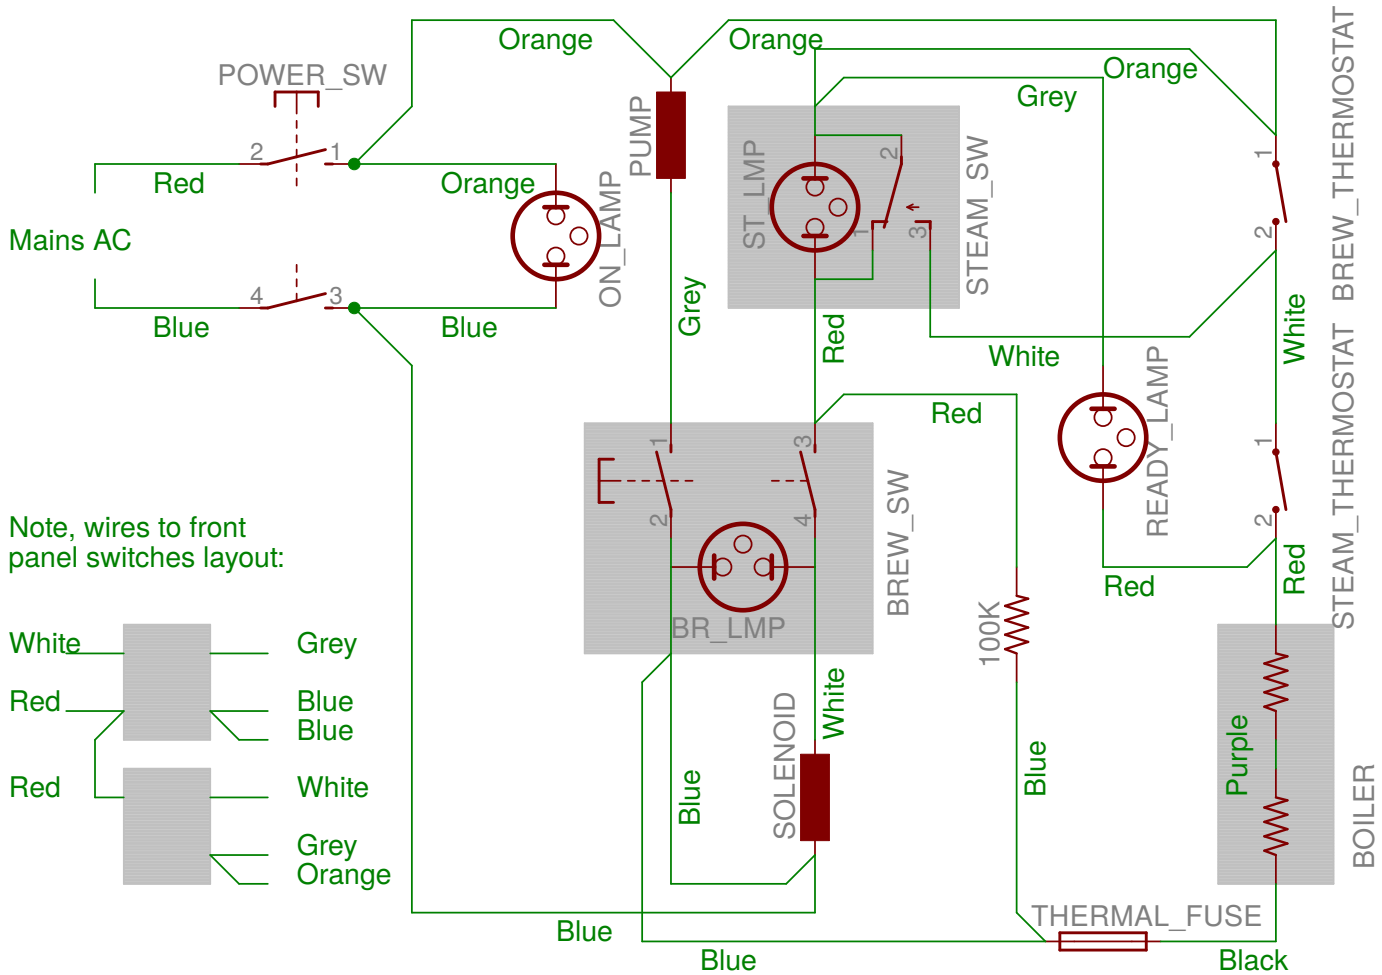 Orange
Orange
Orange
Grey
POWER_SW
2
1
Red
Orange
Mains AC
ON_LAMP
4
3
Blue
Blue
PUMP
Grey
ST_LMP
2
1
3
STEAM_SW
Red
White
1
2
BREW_THERMOSTAT
White
Red
READY_LAMP
1
2
STEAM_THERMOSTAT
Red
Red
1
2
3
4
BREW_SW
BR_LMP
100K
Note, wires to front
panel switches layout:
White
Grey
Red
Blue
Blue
Red
White
Grey
Orange
SOLENOID
White
Blue
Blue
Purple
BOILER
THERMAL_FUSE
Blue
Blue
Black